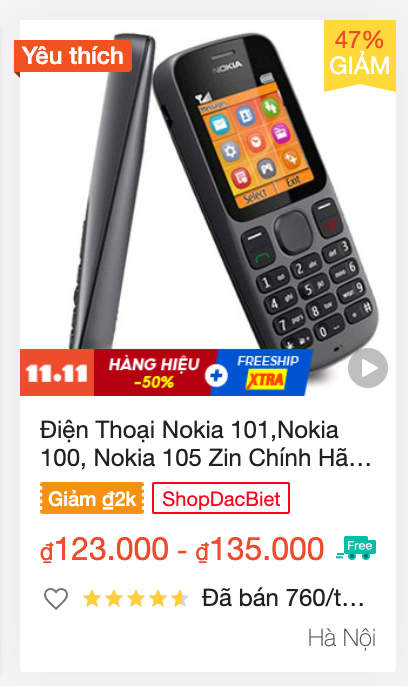 Yêu thích
47%
GIẢM
NOKIA
Messages
Select Exit
11.11
HÀNG HIỆU
-50%
+
FREESHIP
XTRA
Điện Thoại Nokia 101,Nokia
100, Nokia 105 Zin Chính Hã...
Giảm ₫2k
ShopDacBiet
₫123.000 - ₫135.000
Free
Đã bán 760/t...
Hà Nội